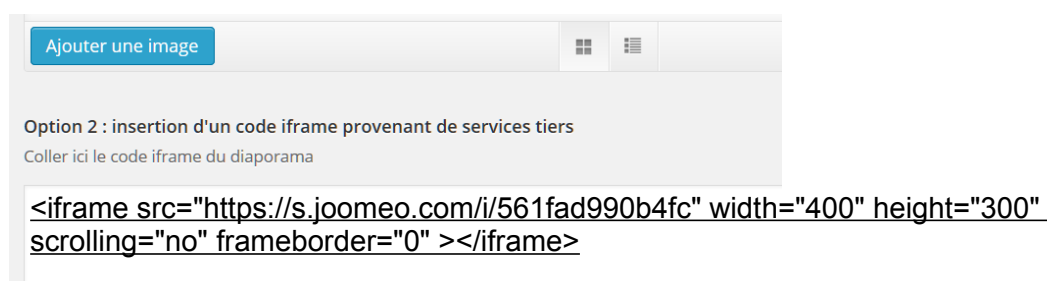 Ajouter une image
Option 2 : insertion d'un code iframe provenant de services tiers
Coller ici le code iframe du diaporama
<iframe src="https://s.joomeo.com/i/561fad990b4fc" width="400" height="300"
scrolling="no" frameborder="0" ></iframe>